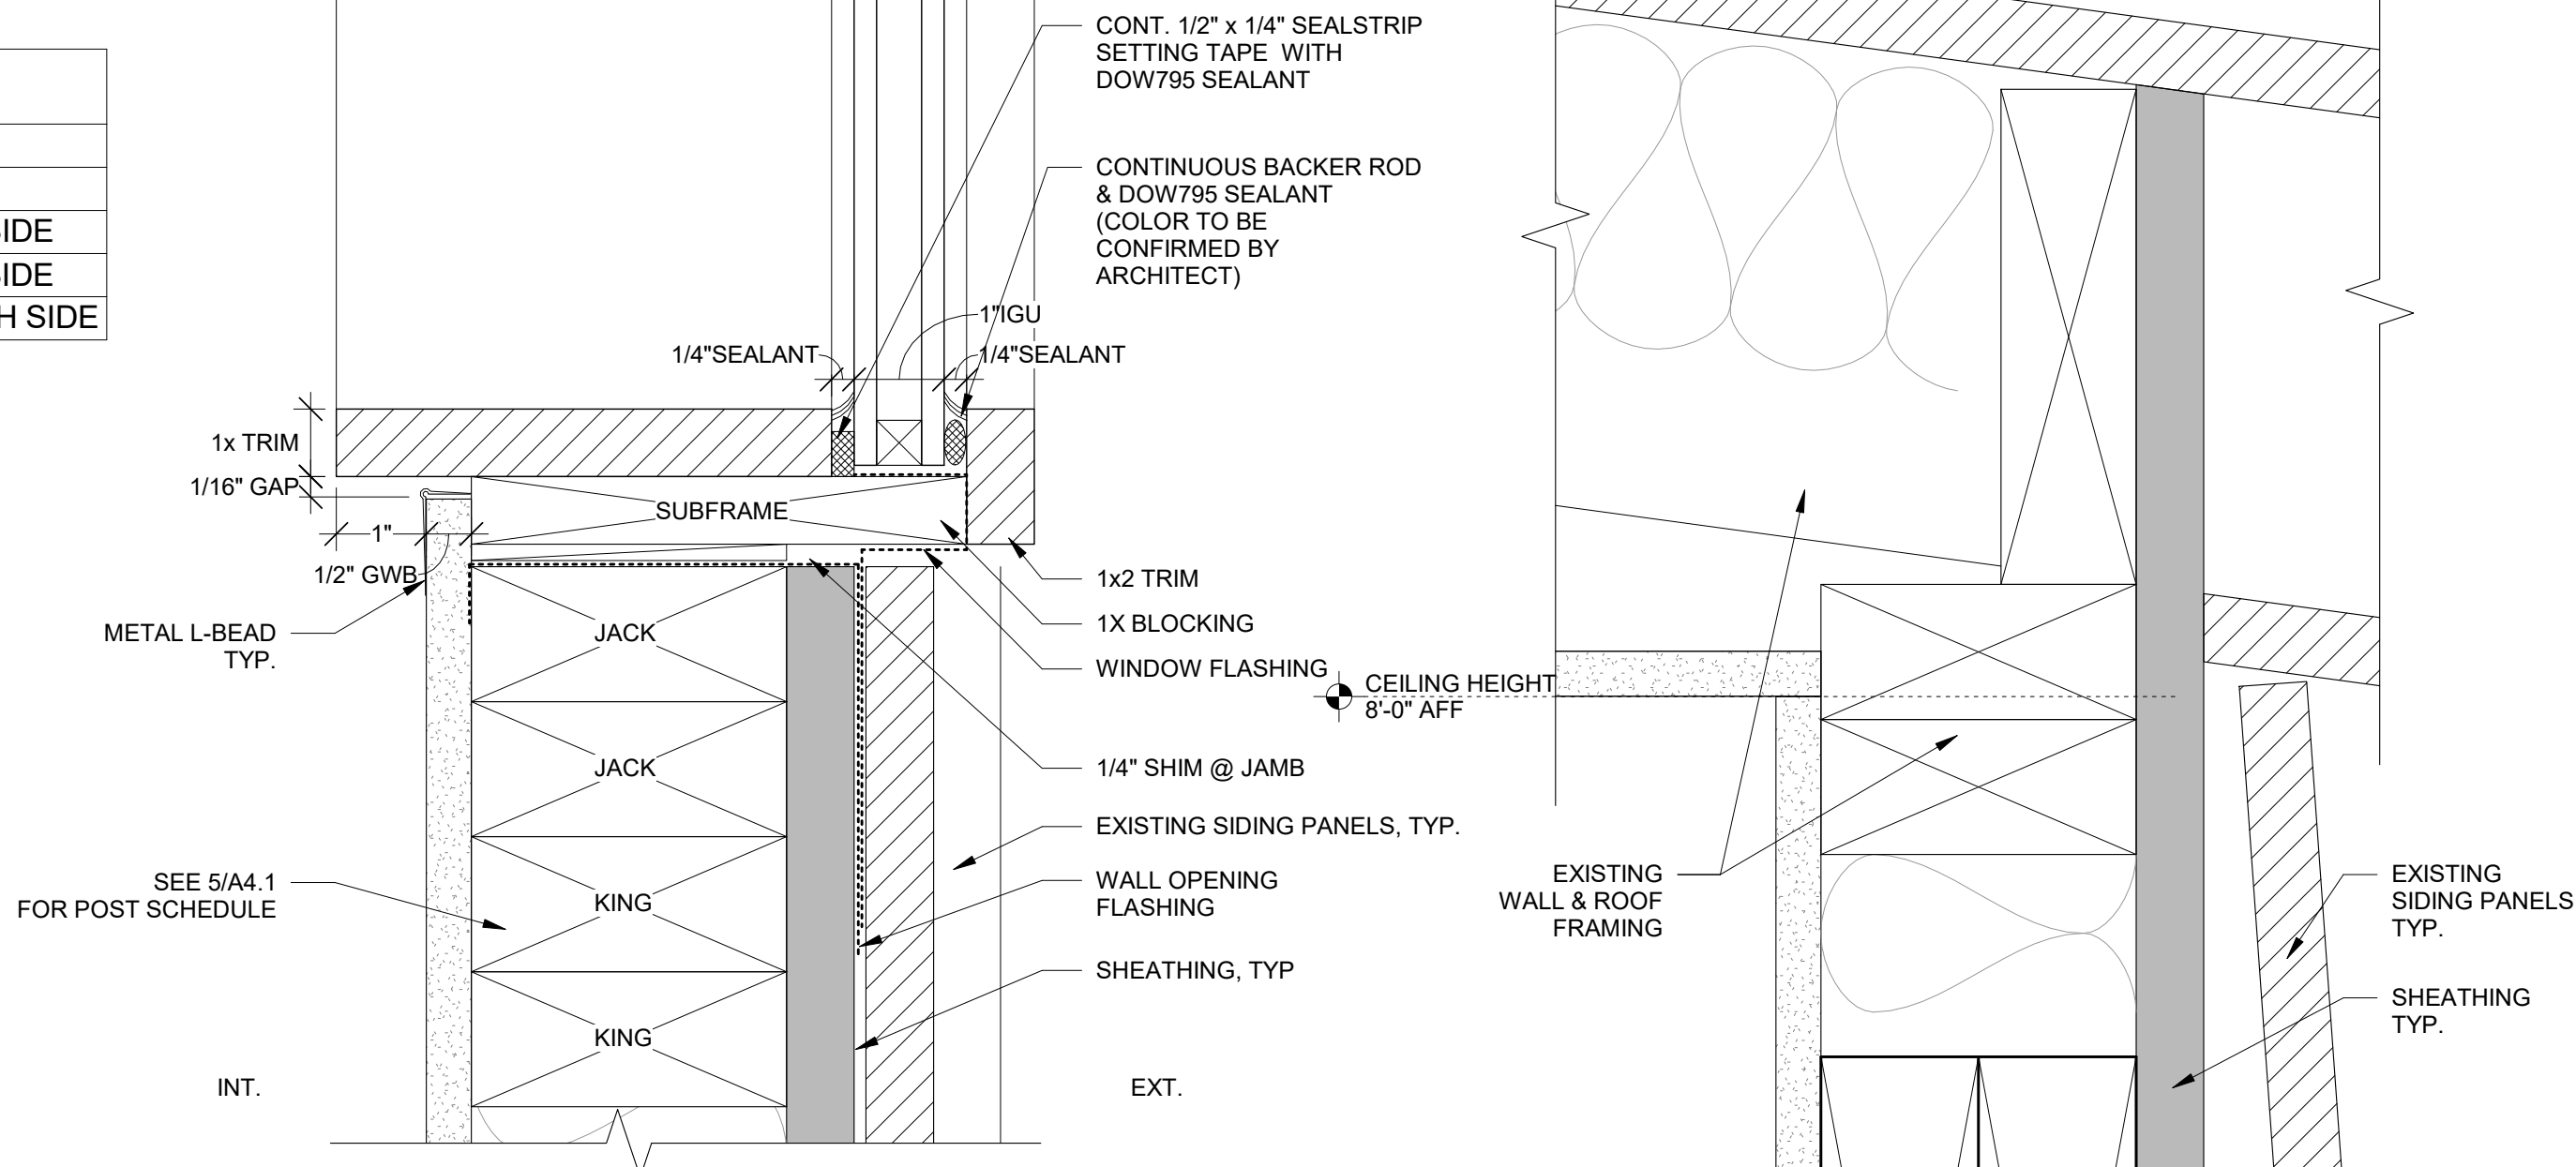 SIDE
SIDE
H SIDE
CONT. 1/2" x 1/4" SEALSTRIP
SETTING TAPE WITH
DOW795 SEALANT
CONTINUOUS BACKER ROD
& DOW795 SEALANT
(COLOR TO BE
CONFIRMED BY
ARCHITECT)
1"IGU
1/4"SEALANT
1/4"SEALANT
1x TRIM
1/16" GAP
1"
1/2" GWB
METAL L-BEAD
TYP.
SEE 5/A4.1
FOR POST SCHEDULE
INT.
SUBFRAME
JACK
JACK
KING
KING
1x2 TRIM
1X BLOCKING
WINDOW FLASHING
1/4" SHIM @ JAMB
EXISTING SIDING PANELS, TYP.
WALL OPENING
FLASHING
SHEATHING, TYP
EXT.
CEILING HEIGHT
8'-0" AFF
EXISTING
WALL & ROOF
FRAMING
EXISTING
SIDING PANELS
TYP.
SHEATHING
TYP.